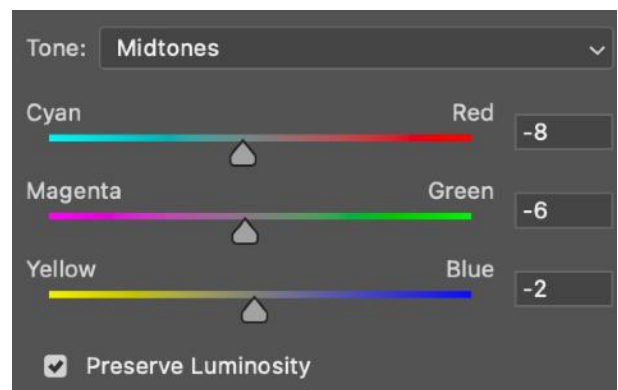 Tone: Midtones
Cyan Red -8
Magenta Green -6
Yellow Blue -2
Preserve Luminosity